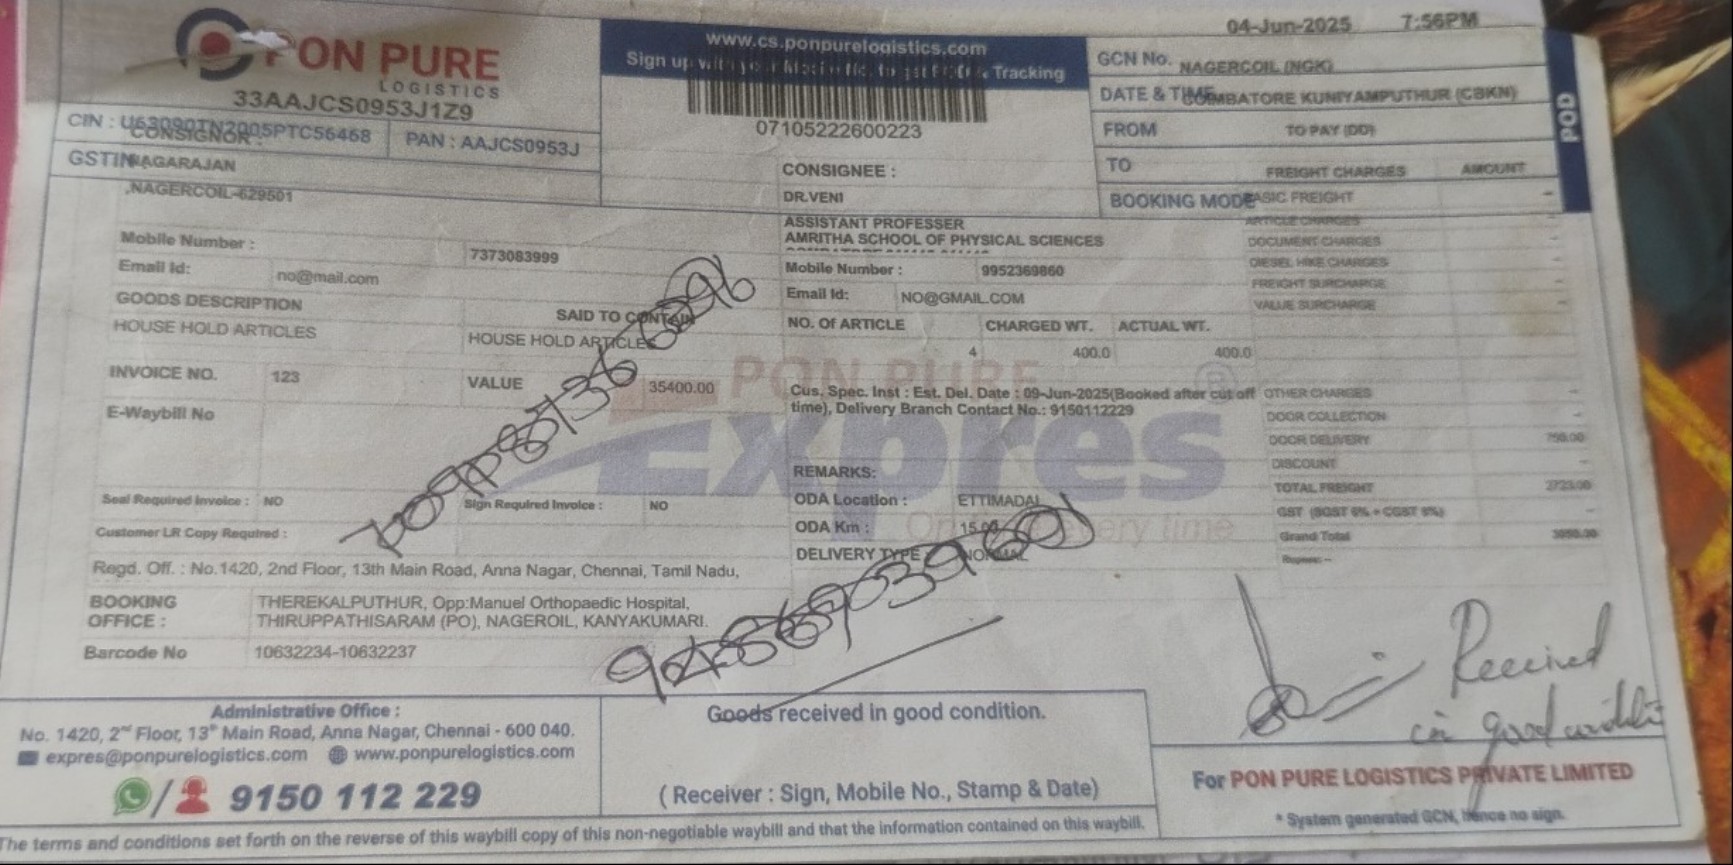 PON PURE
LOGISTICS
33AAJCS0953J1Z9
CIN : U63090TN2005PTC56468
CONSIGNOR :
PAN : AAJCS0953J
GSTIN
NAGARAJAN
,NAGERCOIL-629501
Mobile Number :
7373083999
Email Id:
no@mail.com
GOODS DESCRIPTION
SAID TO CONTAIN
HOUSE HOLD ARTICLES
HOUSE HOLD ARTICLES
INVOICE NO.
123
VALUE
35400.00
E-Waybill No
Seal Required Invoice :
NO
Sign Required Invoice :
NO
Customer LR Copy Required :
Regd. Off. : No.1420, 2nd Floor, 13th Main Road, Anna Nagar, Chennai, Tamil Nadu,
BOOKING
OFFICE :
THEREKALPUTHUR, Opp:Manuel Orthopaedic Hospital,
THIRUPPATHISARAM (PO), NAGEROIL, KANYAKUMARI.
Barcode No
10632234-10632237
www.cs.ponpurelogistics.com
Sign up
Tracking
07105222600223
CONSIGNEE :
DR.VENI
ASSISTANT PROFESSER
AMRITHA SCHOOL OF PHYSICAL SCIENCES
Mobile Number :
9952369860
Email Id:
NO@GMAIL.COM
NO. Of ARTICLE
CHARGED WT.
ACTUAL WT.
4
400.0
400.0
PON PURE
Expres
Cus. Spec. Inst : Est. Del. Date : 09-Jun-2025(Booked after cut off
time), Delivery Branch Contact No.: 9150112229
REMARKS:
ODA Location :
ETTIMADAI
ODA Km :
15.00
every time
DELIVERY TYPE
NORMAL
04-Jun-2025 7:56PM
GCN No.
NAGERCOIL (NGK)
DATE & TIME
COIMBATORE KUNIYAMPUTHUR (CBKN)
FROM
TO PAY (DD)
TO
FREIGHT CHARGES
AMOUNT
BOOKING MODE
BASIC FREIGHT
ARTICLE CHARGES
DOCUMENT CHARGES
DIESEL HIKE CHARGES
FREIGHT SURCHARGE
VALUE SURCHARGE
OTHER CHARGES
DOOR COLLECTION
DOOR DELIVERY
750.00
DISCOUNT
TOTAL FREIGHT
GST
Grand Total
POD
Received
in good
Administrative Office :
No. 1420, 2nd Floor, 13th Main Road, Anna Nagar, Chennai - 600 040.
expres@ponpurelogistics.com www.ponpurelogistics.com
9150 112 229
Goods received in good condition.
( Receiver : Sign, Mobile No., Stamp & Date)
For PON PURE LOGISTICS PRIVATE LIMITED
* System generated GCN, hence no sign.
The terms and conditions set forth on the reverse of this waybill copy of this non-negotiable waybill and that the information contained on this waybill.